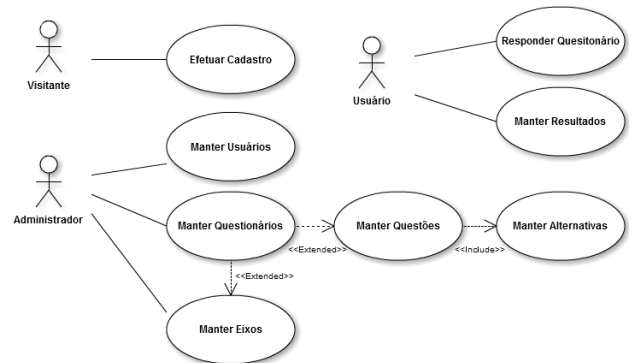 Visitante
Efetuar Cadastro
Usuário
Responder Quesitonário
Manter Resultados
Administrador
Manter Usuários
Manter Questionários
<<Extended>>
Manter Questões
<<Include>>
Manter Alternativas
<<Extended>>
Manter Eixos